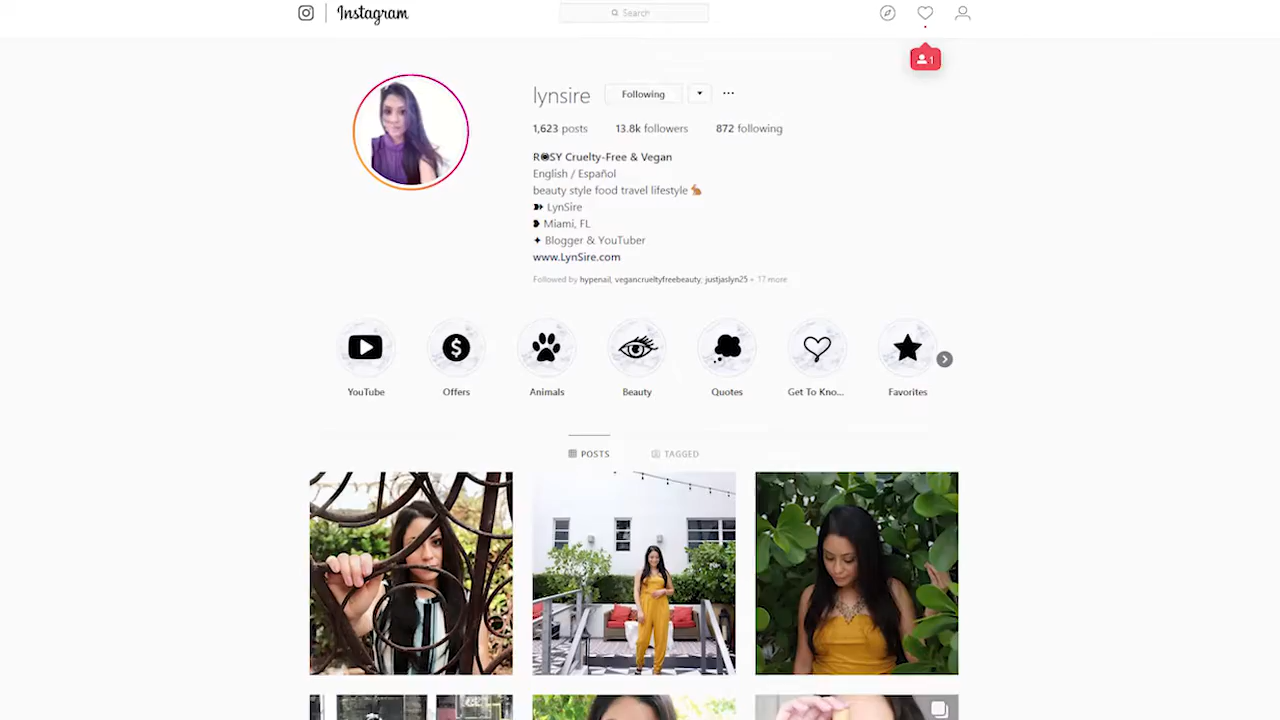 Instagram
Search
1
lynsire Following
1,623 posts 13.8k followers 872 following
R◉SY Cruelty-Free & Vegan
English / Español
beauty style food travel lifestyle 🐇
➽ LynSire
❥ Miami, FL
✦ Blogger & YouTuber
www.LynSire.com
Followed by hypenail, vegancrueltyfreebeauty, justjaslyn25 + 17 more
YouTube Offers Animals Beauty Quotes Get To Kno... Favorites
POSTS TAGGED